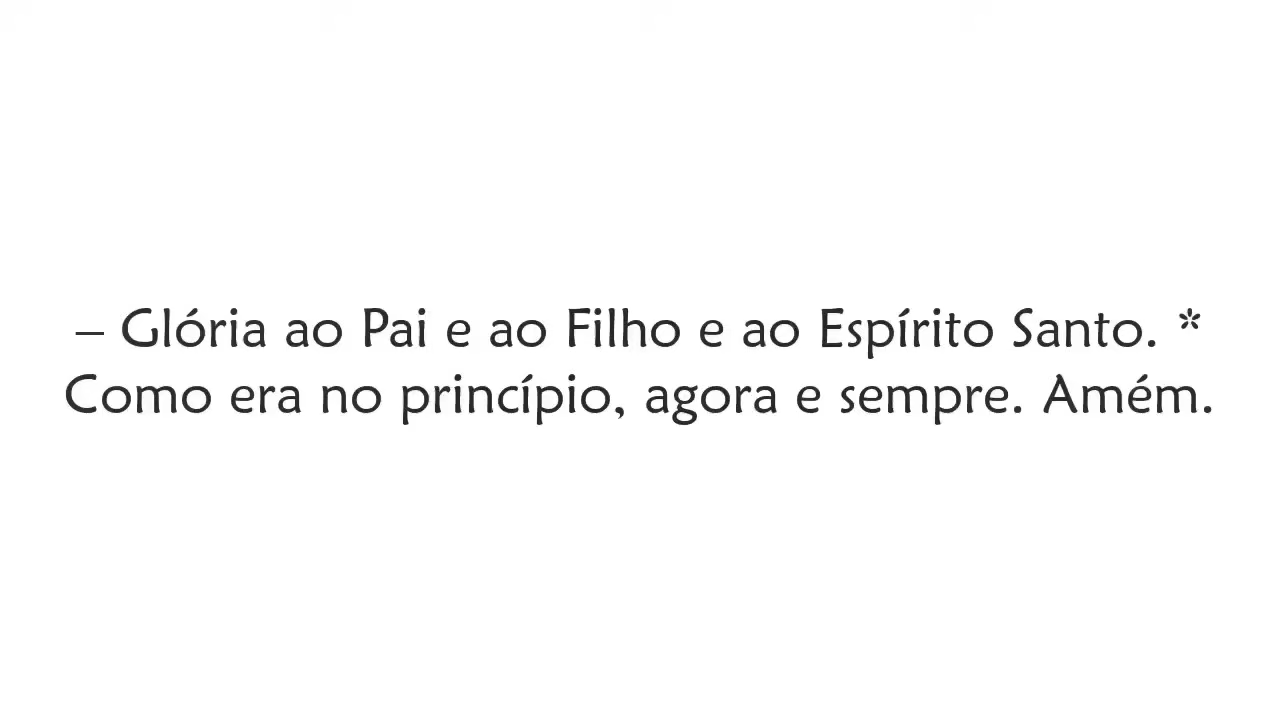 – Glória ao Pai e ao Filho e ao Espírito Santo. *
Como era no princípio, agora e sempre. Amém.